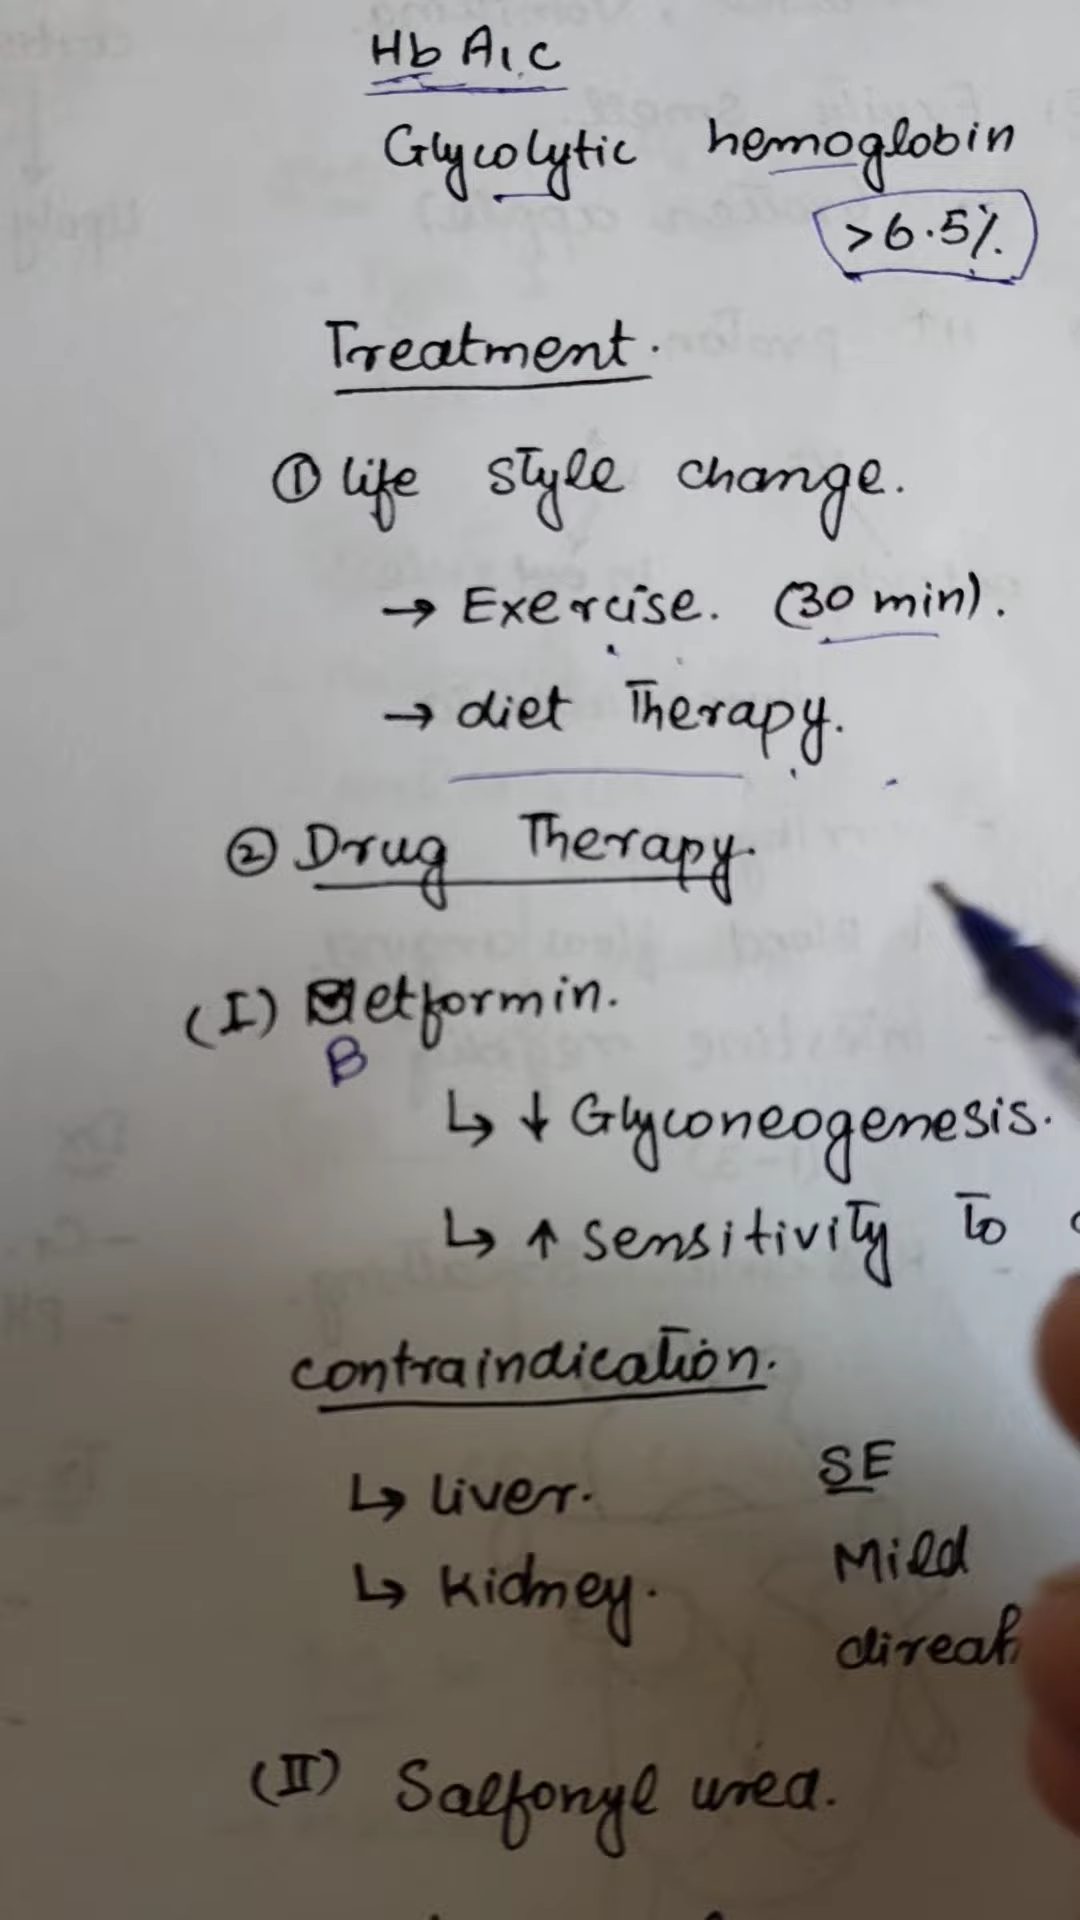 Hb A1C
Glycolytic hemoglobin
>6.5%
Treatment.
① life style change.
→ Exercise. (30 min).
→ diet Therapy.
② Drug Therapy.
(I) Metformin.
B
↳ ↓ Glyconeogenesis.
↳ ↑ sensitivity To
contraindication.
↳ liver.
↳ kidney.
SE
Mild
(II) Salfonyl urea.